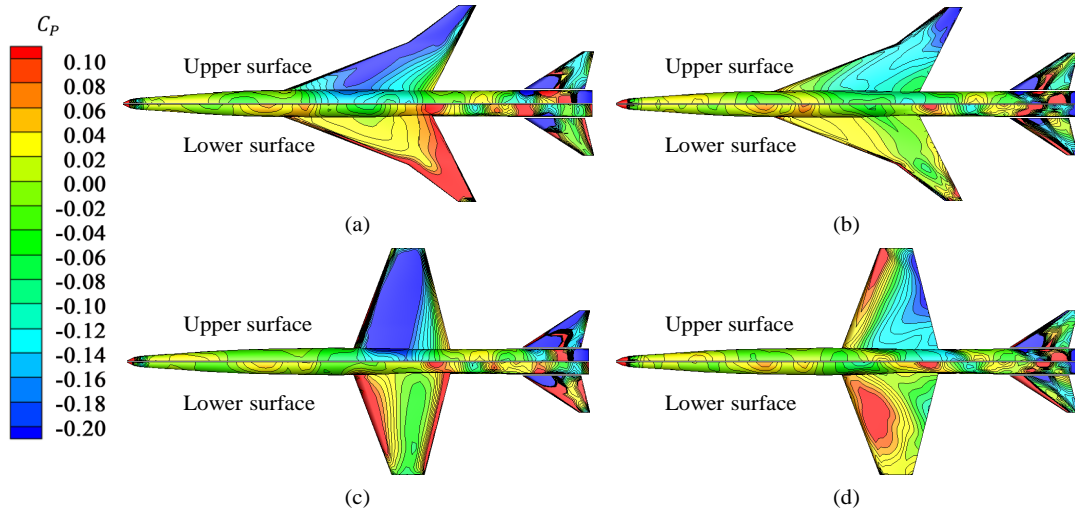 C_P
0.10
0.08
0.06
0.04
0.02
0.00
-0.02
-0.04
-0.06
-0.08
-0.10
-0.12
-0.14
-0.16
-0.18
-0.20
Upper surface
Lower surface
(a)
Upper surface
Lower surface
(b)
Upper surface
Lower surface
(c)
Upper surface
Lower surface
(d)